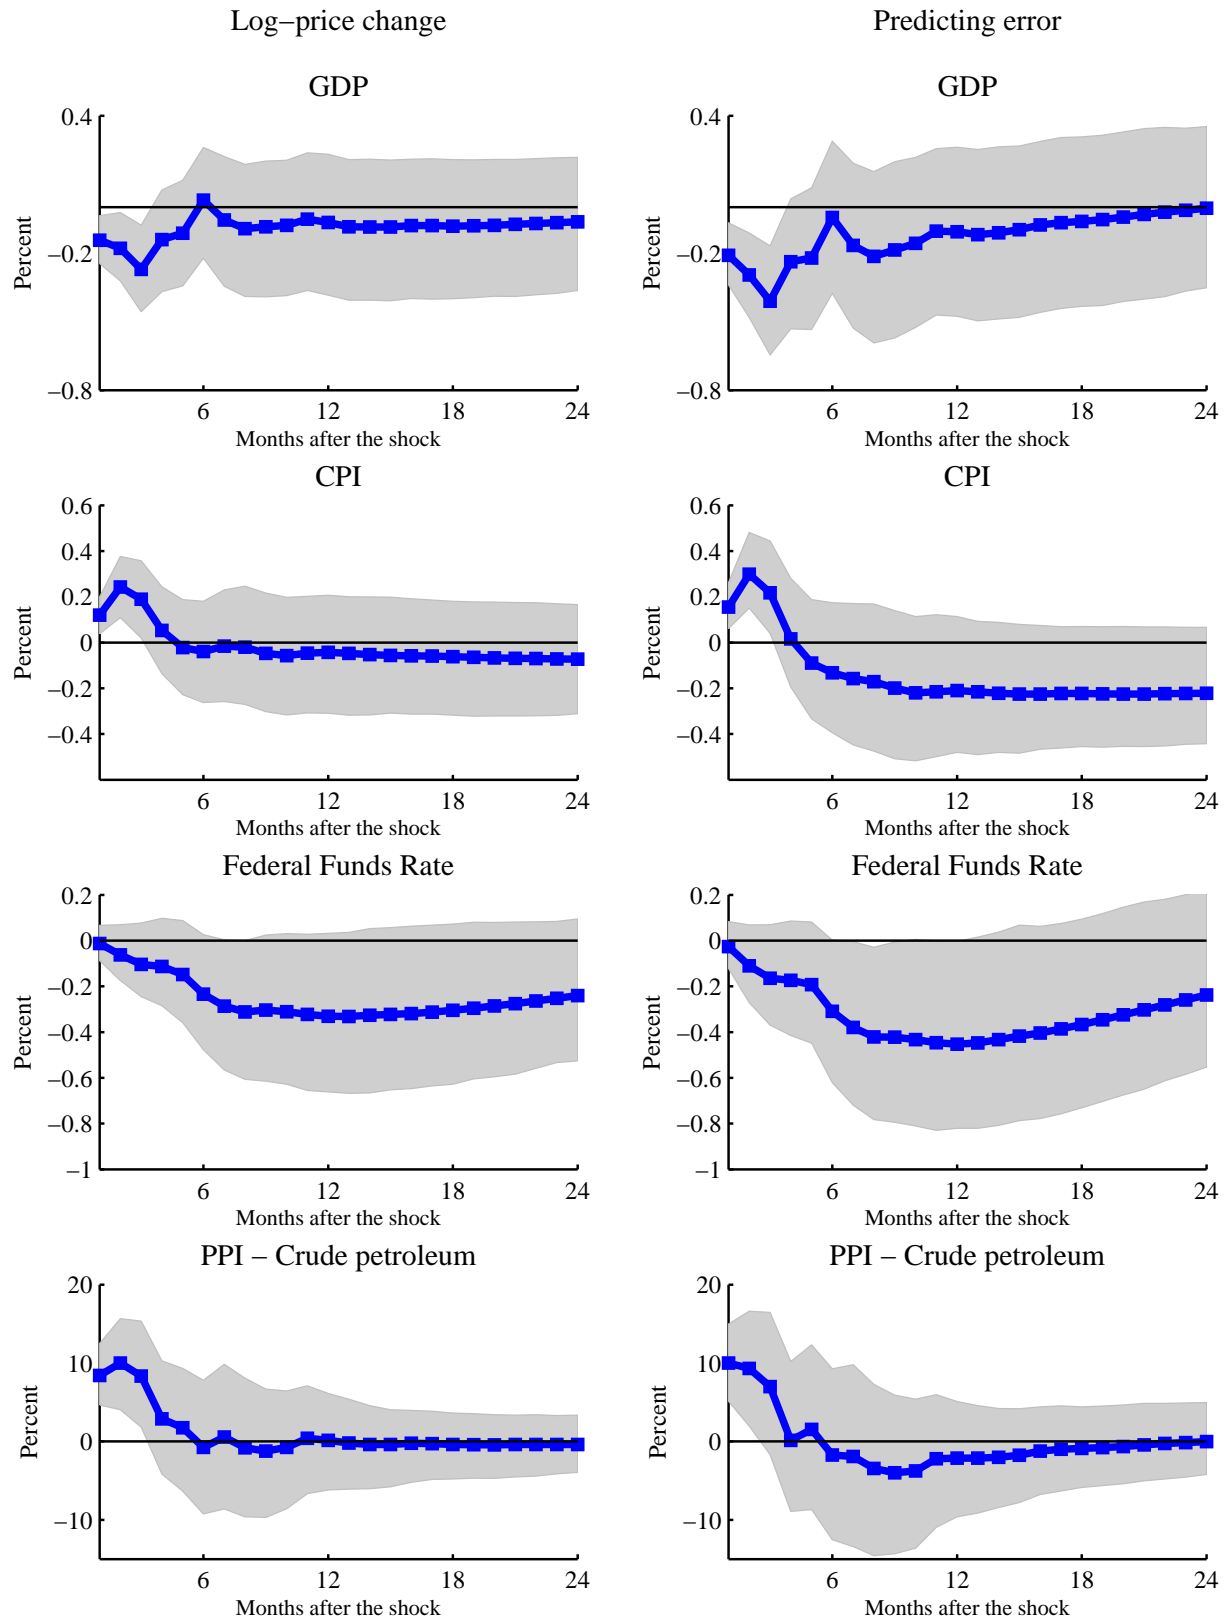 Log−price change
Predicting error
GDP
0.4
−0.2
−0.8
Percent
6 12 18 24
Months after the shock
GDP
0.4
−0.2
−0.8
Percent
6 12 18 24
Months after the shock
CPI
0.6
0.4
0.2
0
−0.2
−0.4
Percent
6 12 18 24
Months after the shock
CPI
0.6
0.4
0.2
0
−0.2
−0.4
Percent
6 12 18 24
Months after the shock
Federal Funds Rate
0.2
0
−0.2
−0.4
−0.6
−0.8
−1
Percent
6 12 18 24
Months after the shock
Federal Funds Rate
0.2
0
−0.2
−0.4
−0.6
−0.8
−1
Percent
6 12 18 24
Months after the shock
PPI − Crude petroleum
20
10
0
−10
Percent
6 12 18 24
Months after the shock
PPI − Crude petroleum
20
10
0
−10
Percent
6 12 18 24
Months after the shock